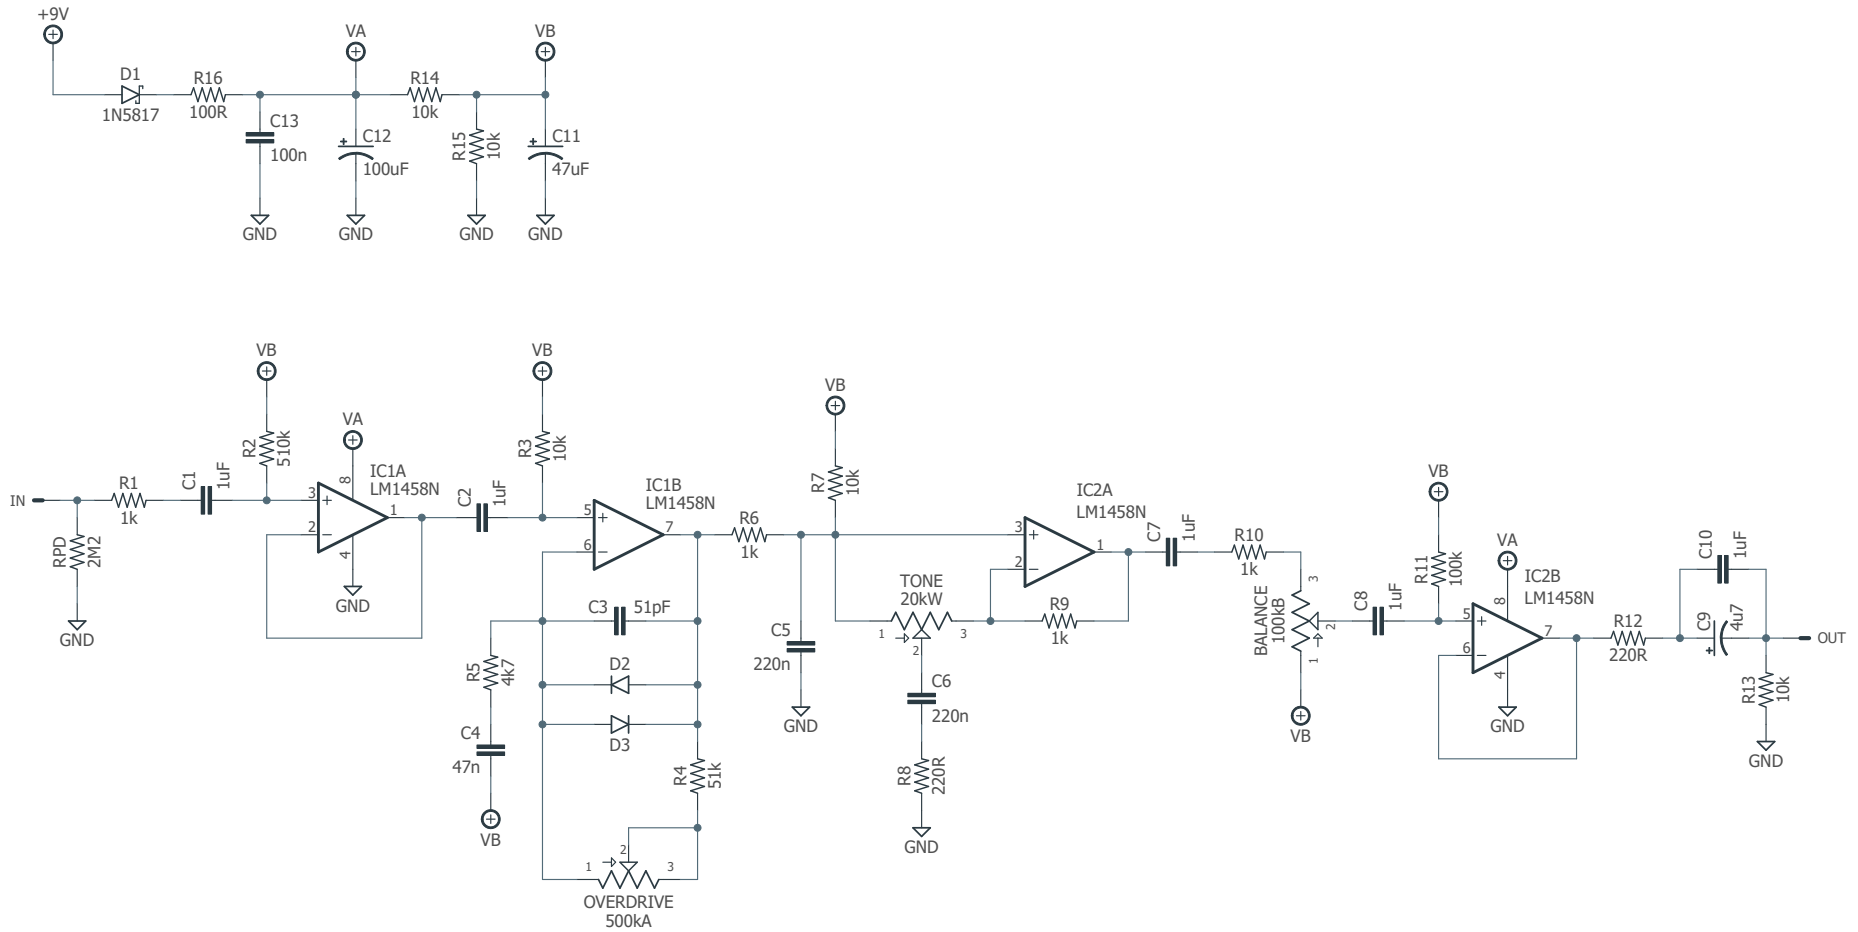 +9V
VA
VB
D1
1N5817
R16
100R
R14
10k
C13
100n
C12
100uF
R15
10k
C11
47uF
GND
GND
GND
GND
VB
VB
VB
VA
R2
510k
R3
10k
R7
10k
IN
R1
1k
C1
1uF
3
2
8
4
1
+
−
IC1A
LM1458N
RPD
2M2
GND
GND
C2
1uF
5
6
7
+
−
IC1B
LM1458N
R6
1k
C3
51pF
R5
4k7
C4
47n
VB
D2
D3
R4
51k
1
2
3
OVERDRIVE
500kA
C5
220n
GND
TONE
20kW
1
2
3
C6
220n
R8
220R
GND
3
2
1
+
−
IC2A
LM1458N
R9
1k
C7
1uF
R10
1k
BALANCE
100kB
3
2
1
VB
C8
1uF
VB
R11
100k
VA
5
6
8
4
7
+
−
IC2B
LM1458N
GND
R12
220R
C10
1uF
C9
4u7
+
OUT
R13
10k
GND